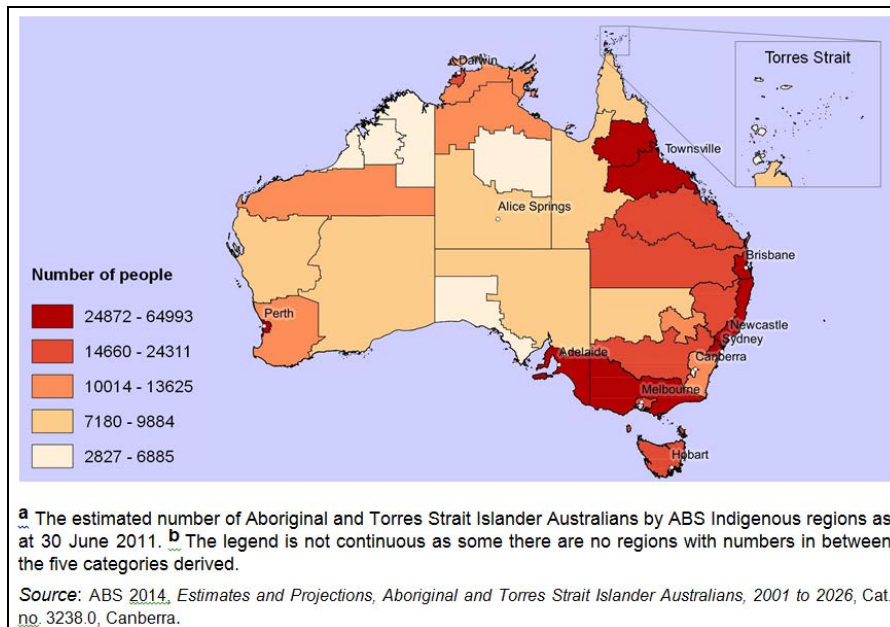 Darwin
Torres Strait
Townsville
Alice Springs
Brisbane
Number of people
24872 - 64993
14660 - 24311
10014 - 13625
7180 - 9884
2827 - 6885
Perth
Newcastle
Sydney
Adelaide
Canberra
Melbourne
Hobart
a The estimated number of Aboriginal and Torres Strait Islander Australians by ABS Indigenous regions as
at 30 June 2011. b The legend is not continuous as some there are no regions with numbers in between
the five categories derived.
Source: ABS 2014, Estimates and Projections, Aboriginal and Torres Strait Islander Australians, 2001 to 2026, Cat.
no. 3238.0, Canberra.